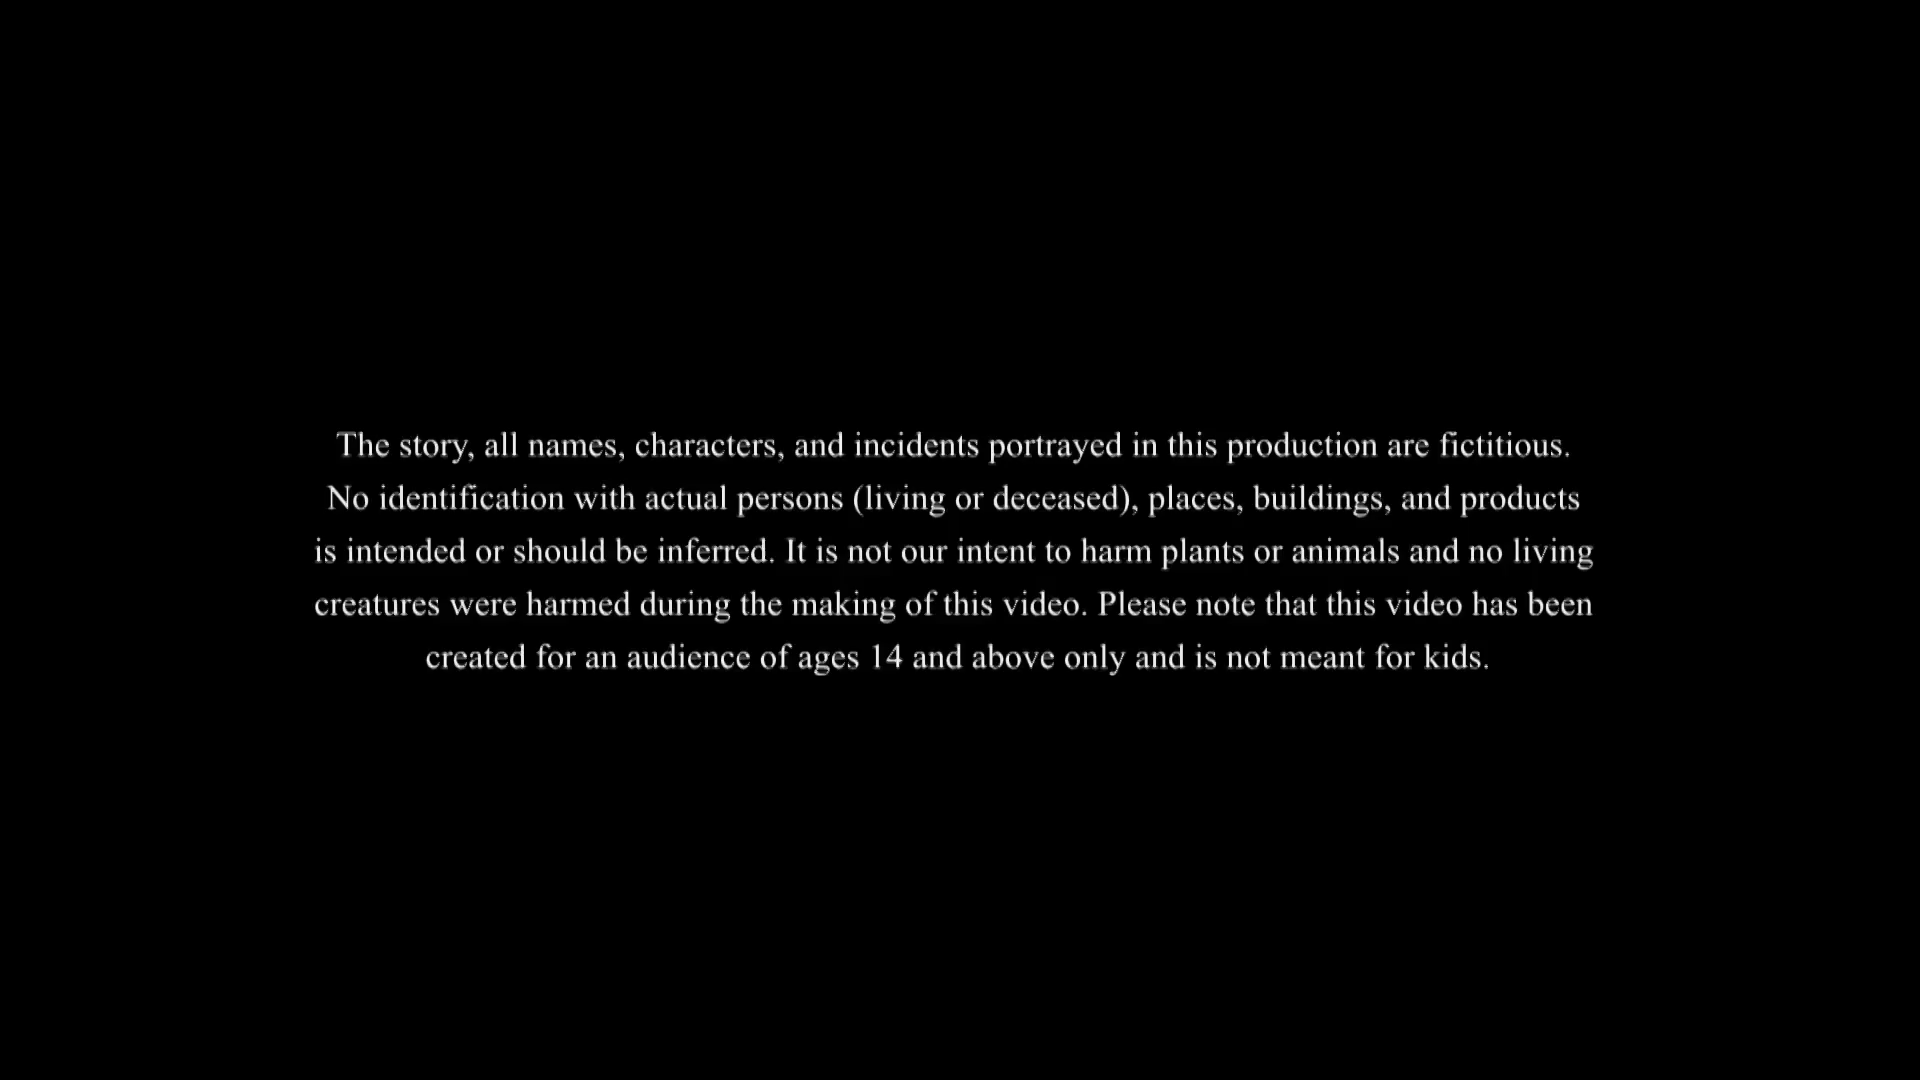 The story, all names, characters, and incidents portrayed in this production are fictitious.
No identification with actual persons (living or deceased), places, buildings, and products
is intended or should be inferred. It is not our intent to harm plants or animals and no living
creatures were harmed during the making of this video. Please note that this video has been
created for an audience of ages 14 and above only and is not meant for kids.